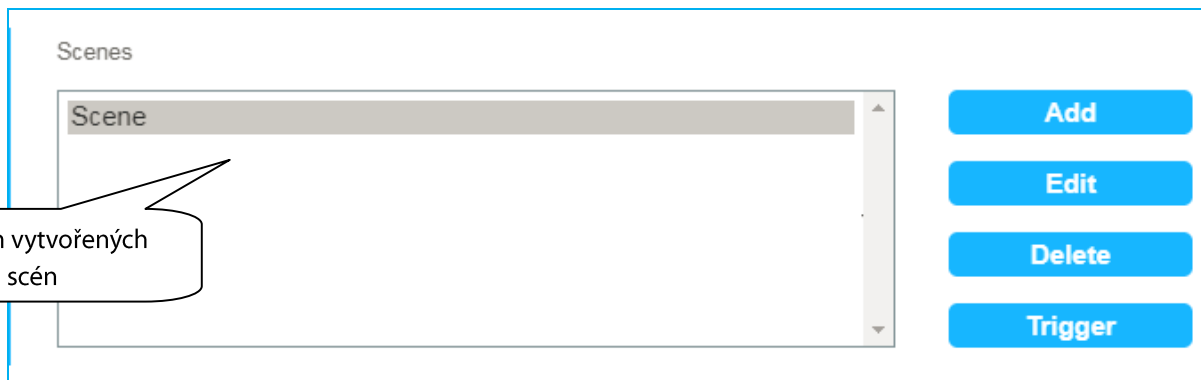 Scenes
Scene
Add
Edit
Delete
Trigger
vytvořených
scén